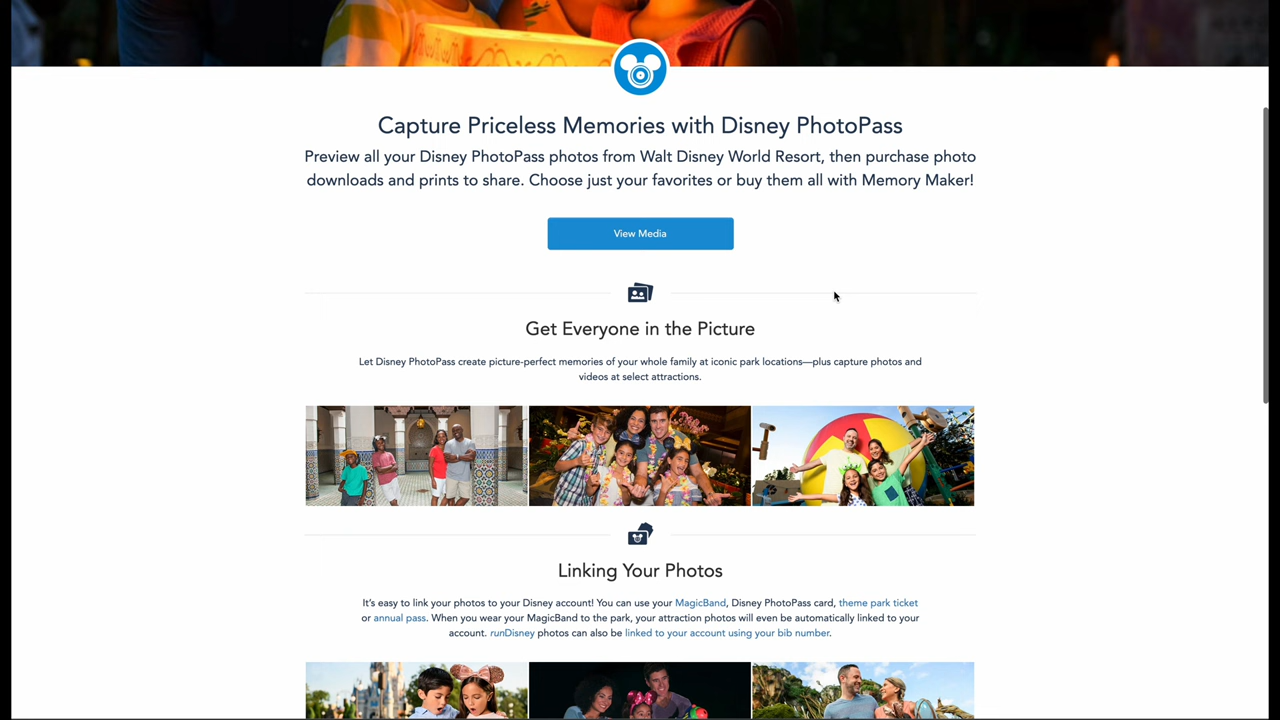 Capture Priceless Memories with Disney PhotoPass
Preview all your Disney PhotoPass photos from Walt Disney World Resort, then purchase photo
downloads and prints to share. Choose just your favorites or buy them all with Memory Maker!
View Media
Get Everyone in the Picture
Let Disney PhotoPass create picture-perfect memories of your whole family at iconic park locations—plus capture photos and
videos at select attractions.
Linking Your Photos
It's easy to link your photos to your Disney account! You can use your MagicBand, Disney PhotoPass card, theme park ticket
or annual pass. When you wear your MagicBand to the park, your attraction photos will even be automatically linked to your
account. runDisney photos can also be linked to your account using your bib number.